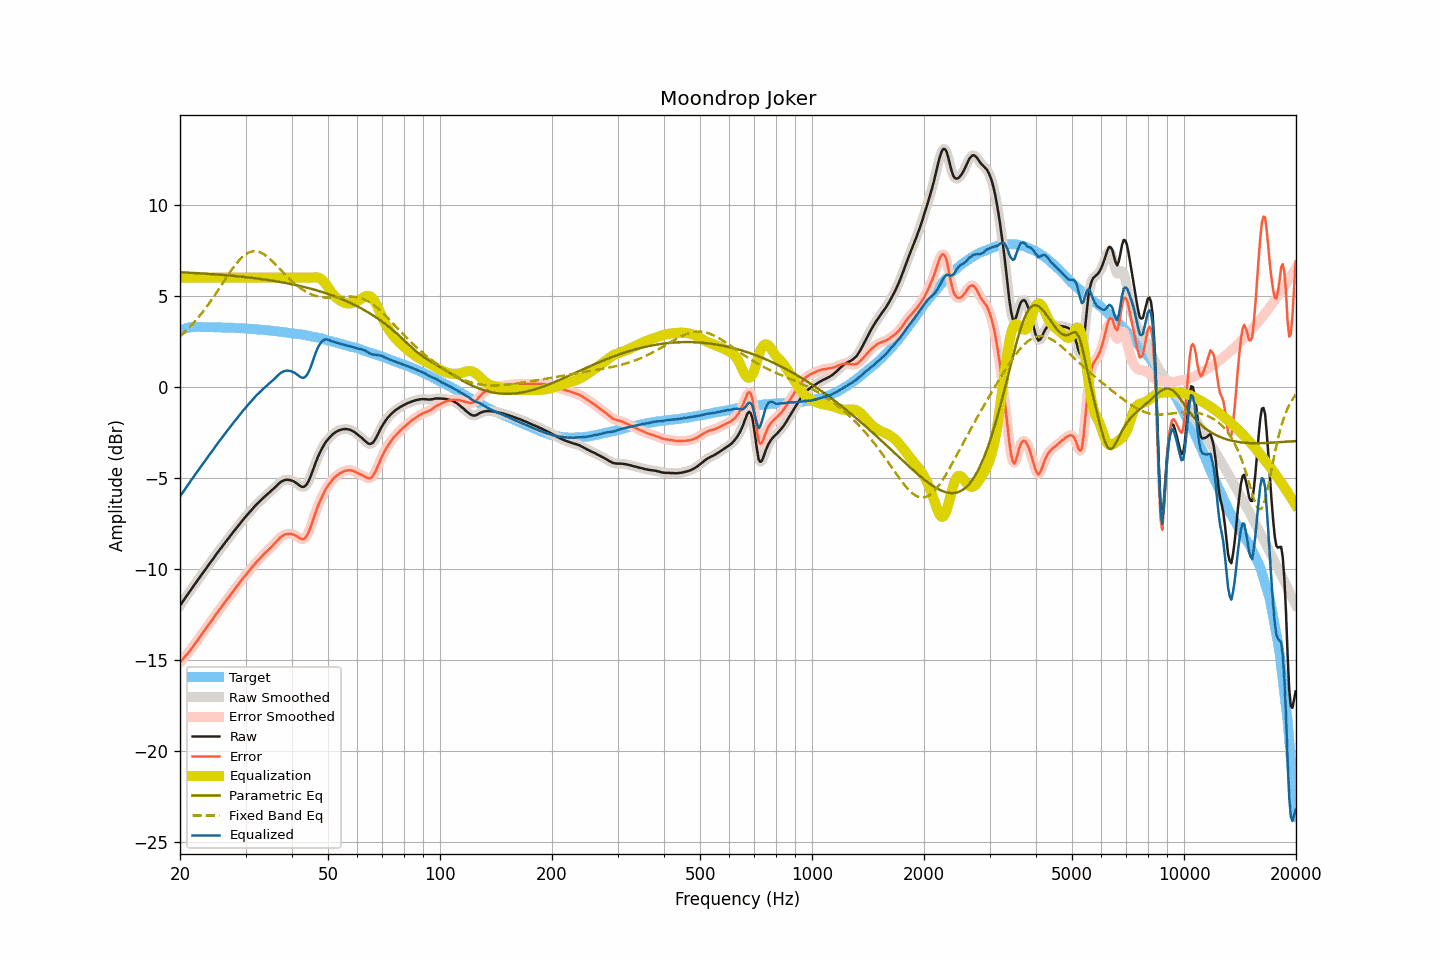 Moondrop Joker
10
5
0
−5
−10
−15
−20
−25
Amplitude (dBr)
Target
Raw Smoothed
Error Smoothed
Raw
Error
Equalization
Parametric Eq
Fixed Band Eq
Equalized
20 50 100 200 500 1000 2000 5000 10000 20000
Frequency (Hz)